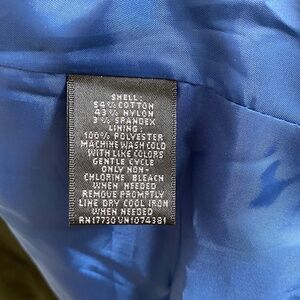 SHELL:
54% COTTON
43% NYLON
3% SPANDEX
LINING:
100% POLYESTER
MACHINE WASH COLD
WITH LIKE COLORS
GENTLE CYCLE
ONLY NON-
CHLORINE BLEACH
WHEN NEEDED
REMOVE PROMPTLY
LINE DRY COOL IRON
WHEN NEEDED
RN17730 VN1074381